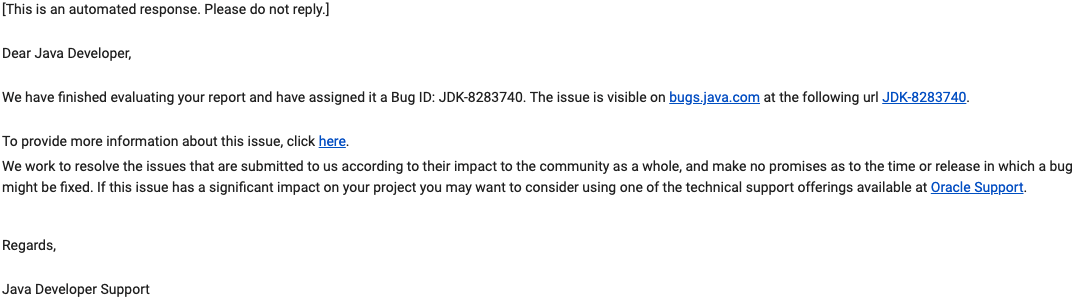 [This is an automated response. Please do not reply.]
Dear Java Developer,
We have finished evaluating your report and have assigned it a Bug ID: JDK-8283740. The issue is visible on bugs.java.com at the following url JDK-8283740.
To provide more information about this issue, click here.
We work to resolve the issues that are submitted to us according to their impact to the community as a whole, and make no promises as to the time or release in which a bug
might be fixed. If this issue has a significant impact on your project you may want to consider using one of the technical support offerings available at Oracle Support.
Regards,
Java Developer Support